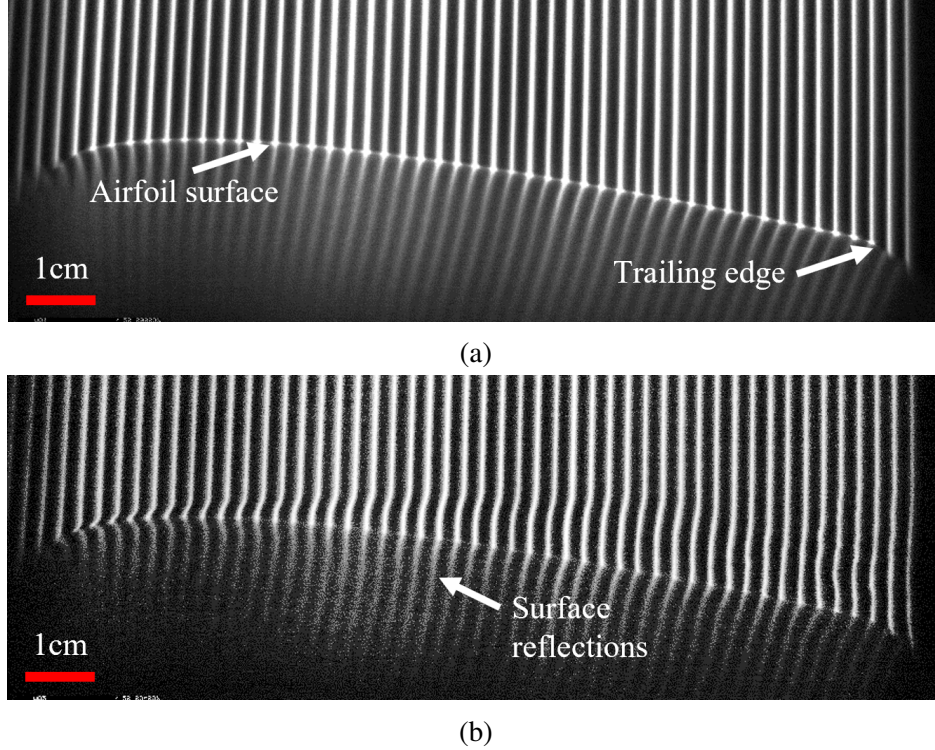 Airfoil surface
1cm
Trailing edge
(a)
Surface
reflections
1cm
(b)